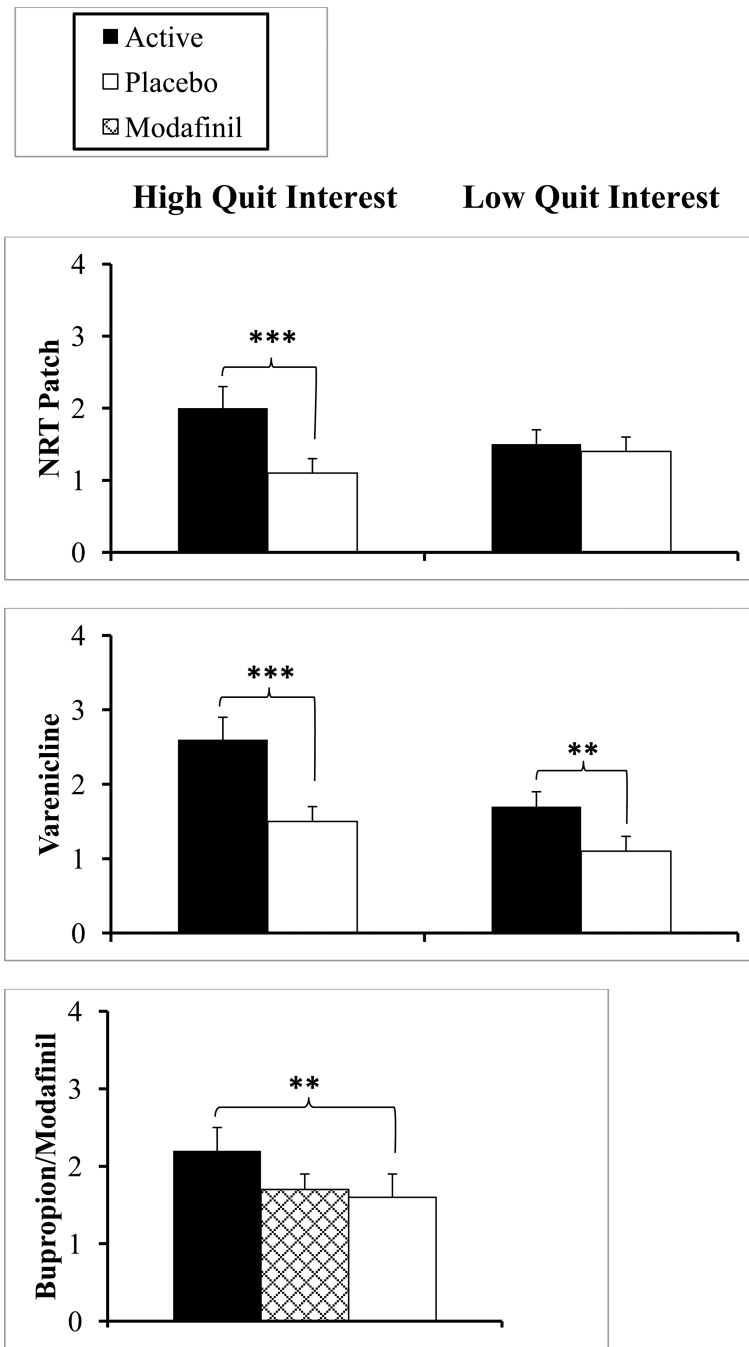 Active
Placebo
Modafinil
High Quit Interest Low Quit Interest
NRT Patch
4
3
2
1
0
***
Varenicline
4
3
2
1
0
***
**
Bupropion/Modafinil
4
3
2
1
0
**